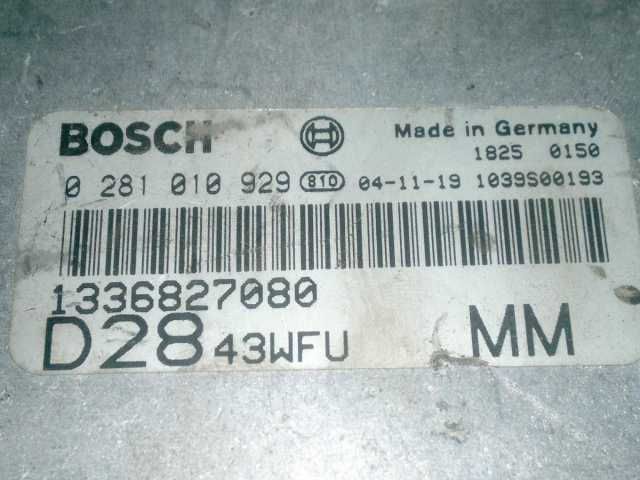 BOSCH
Made in Germany
1825 0150
0 281 010 929 810 04-11-19 1039S00193
1336827080
D28 43WFU MM